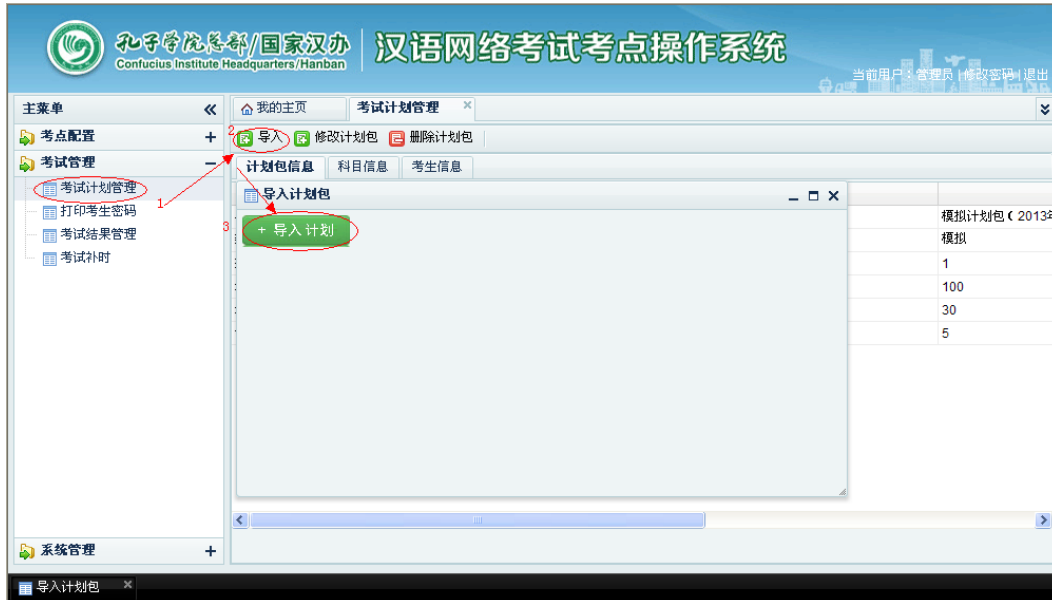 孔子学院总部/国家汉办
Confucius Institute Headquarters/Hanban
汉语网络考试考点操作系统
当前用户：管理员 | 修改密码 | 退出
主菜单
我的主页
考试计划管理
考点配置
2
导入
修改计划包
删除计划包
考试管理
计划包信息
科目信息
考生信息
考试计划管理
1
导入计划包
打印考生密码
模拟计划包 ( 2013年
3
+ 导入计划
考试结果管理
模拟
考试补时
1
100
30
5
系统管理
导入计划包